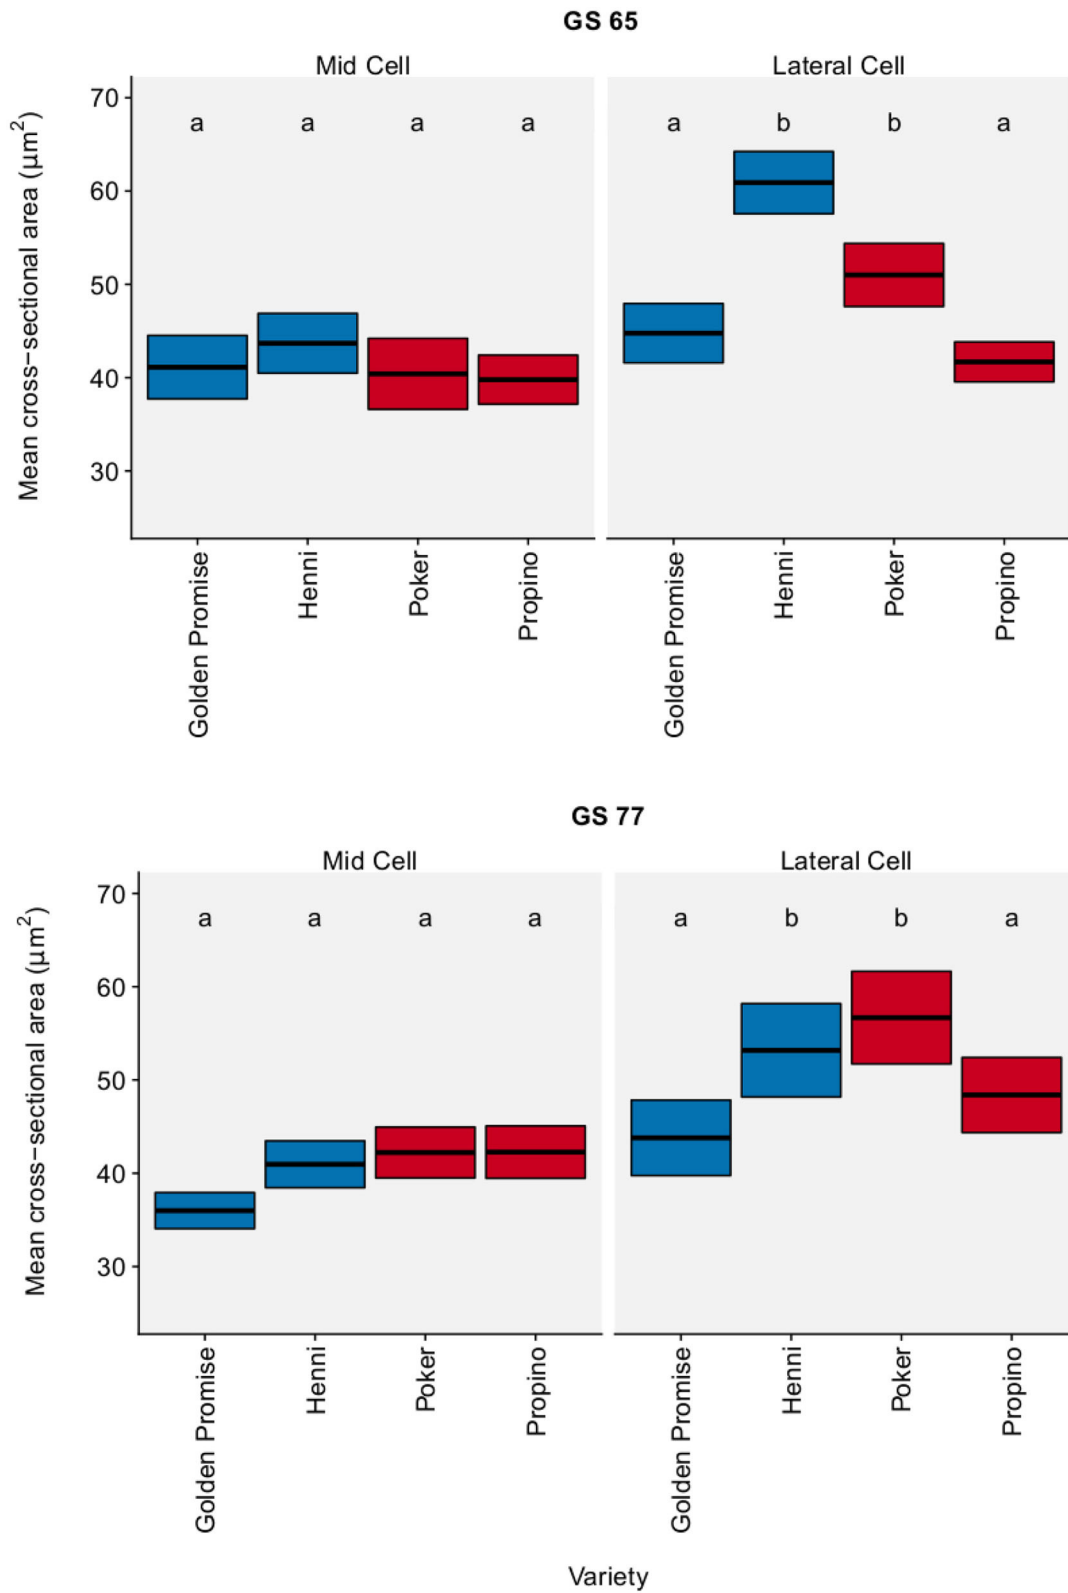 GS 65
Mid Cell Lateral Cell
Mean cross-sectional area (µm²)
70
60
50
40
30
a a a a a b b a
Golden Promise Henni Poker Propino Golden Promise Henni Poker Propino
GS 77
Mid Cell Lateral Cell
Mean cross-sectional area (µm²)
70
60
50
40
30
a a a a a b b a
Golden Promise Henni Poker Propino Golden Promise Henni Poker Propino
Variety